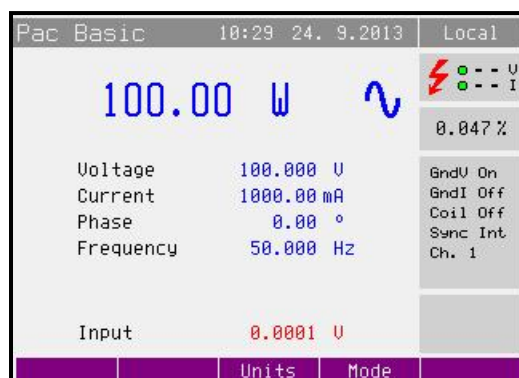 Pac Basic 10:29 24. 9.2013 Local
100.00 W
-- V
-- I
0.047 %
Voltage 100.000 V
Current 1000.00 mA
Phase 0.00 °
Frequency 50.000 Hz
GndV On
GndI Off
Coil Off
Sync Int
Ch. 1
Input 0.0001 V
Units Mode